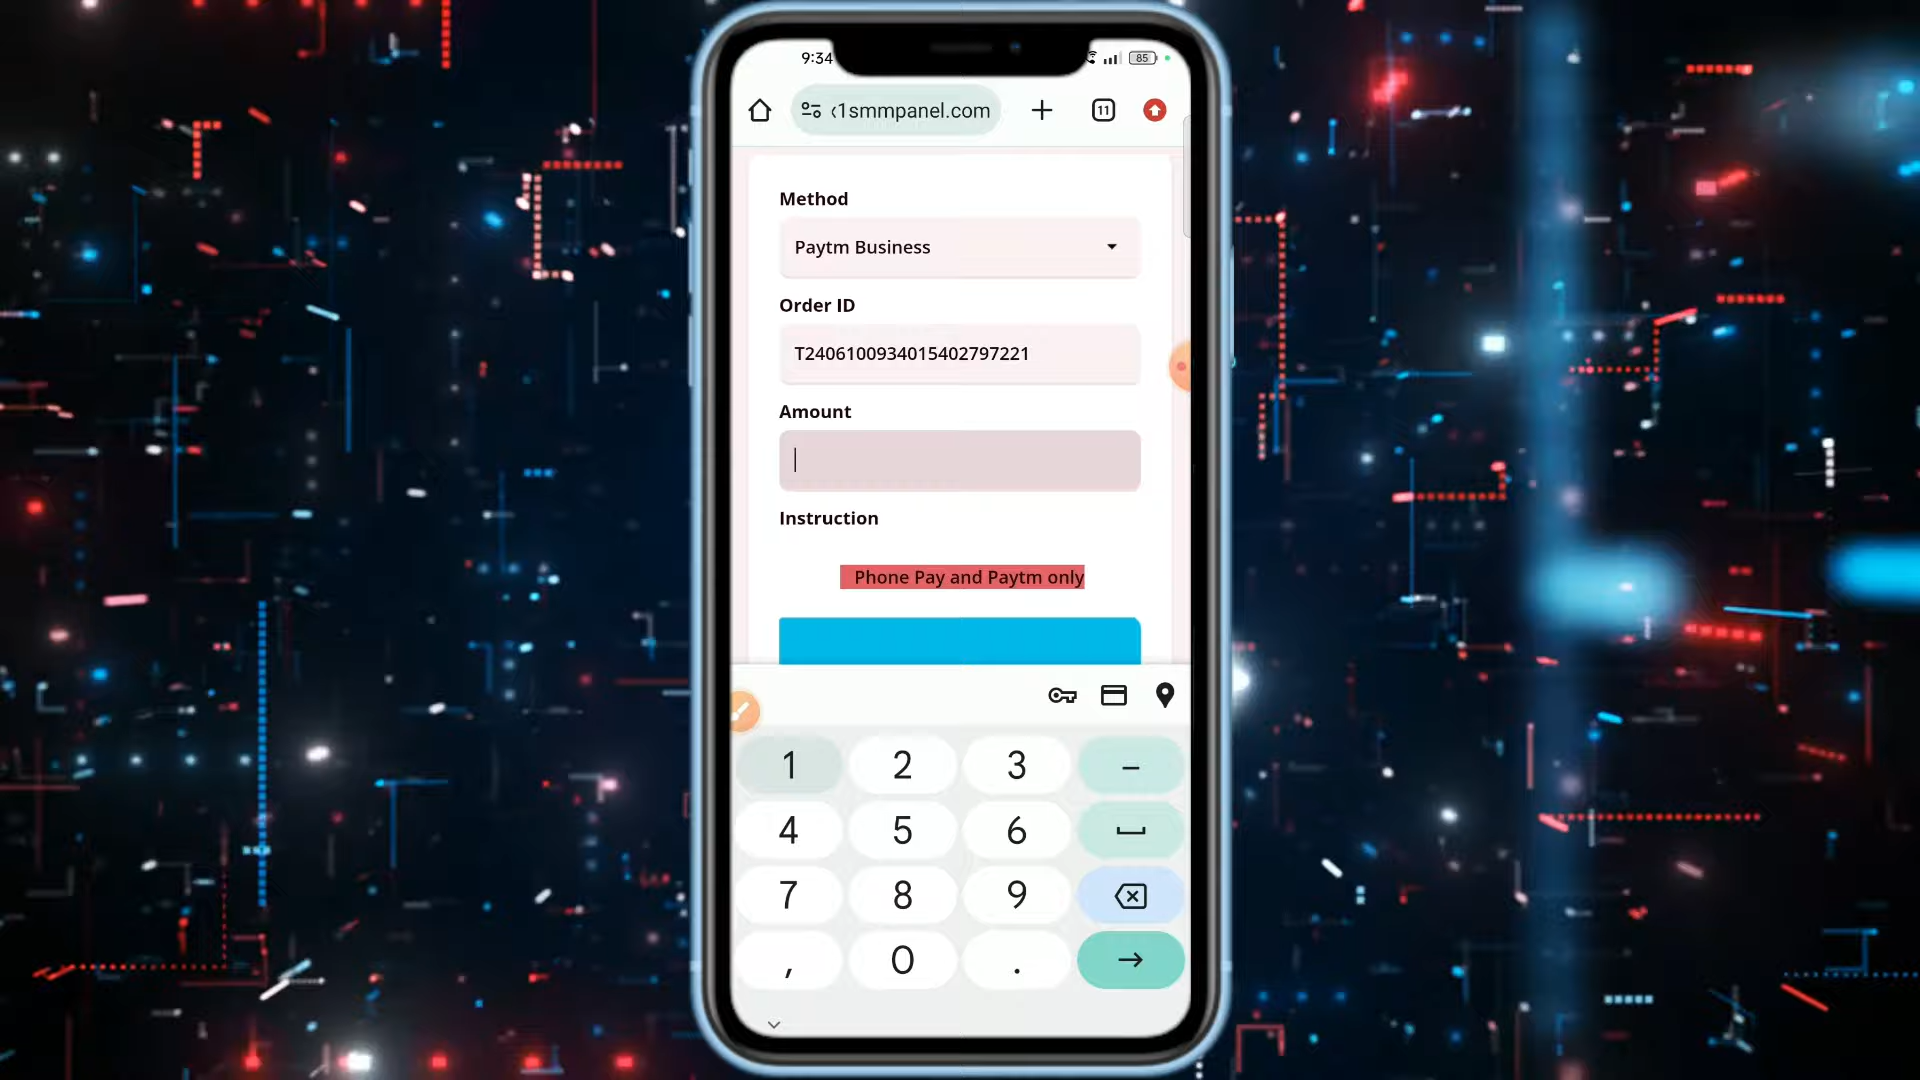 9:34
85
1smmpanel.com
11
Method
Paytm Business
Order ID
T2406100934015402797221
Amount
Instruction
Phone Pay and Paytm only
1 2 3 –
4 5 6
7 8 9
, 0 .